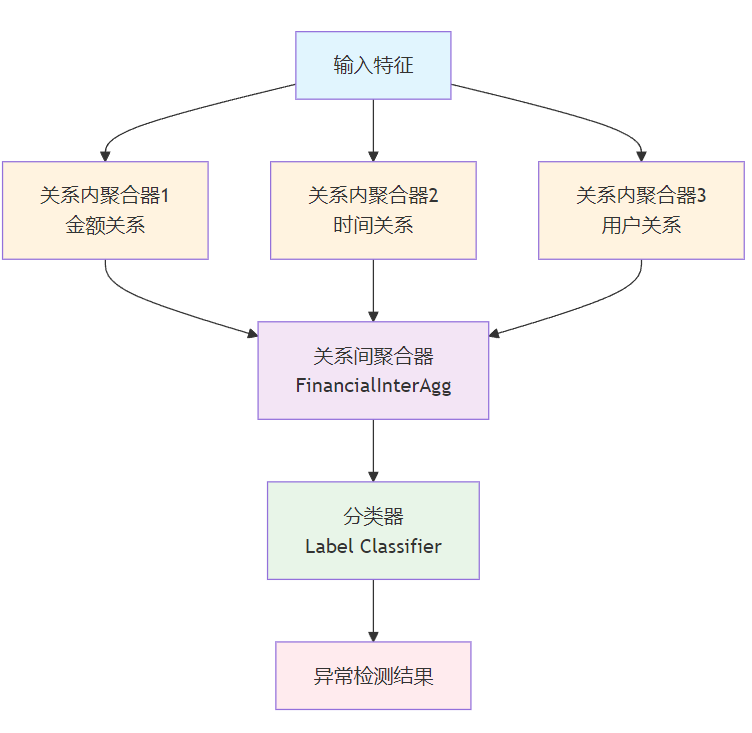 输入特征
关系内聚合器1
金额关系
关系内聚合器2
时间关系
关系内聚合器3
用户关系
关系间聚合器
FinancialInterAgg
分类器
Label Classifier
异常检测结果